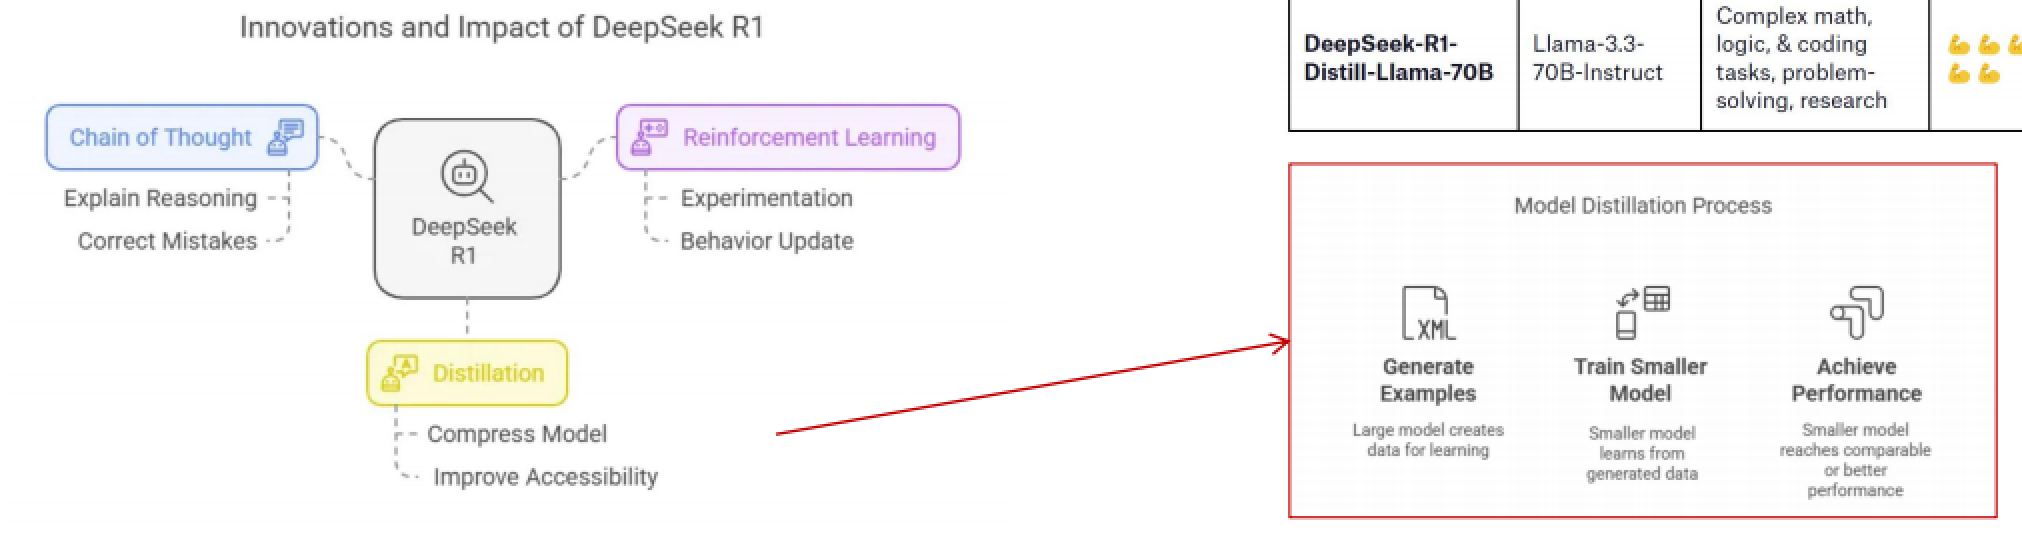 Innovations and Impact of DeepSeek R1
Chain of Thought
Explain Reasoning
Correct Mistakes
DeepSeek
R1
Reinforcement Learning
Experimentation
Behavior Update
Distillation
Compress Model
Improve Accessibility
DeepSeek-R1-
Distill-Llama-70B
Llama-3.3-
70B-Instruct
Complex math,
logic, & coding
tasks, problem-
solving, research
💪💪💪
💪💪
Model Distillation Process
XML
Generate
Examples
Large model creates
data for learning
Train Smaller
Model
Smaller model
learns from
generated data
Achieve
Performance
Smaller model
reaches comparable
or better
performance